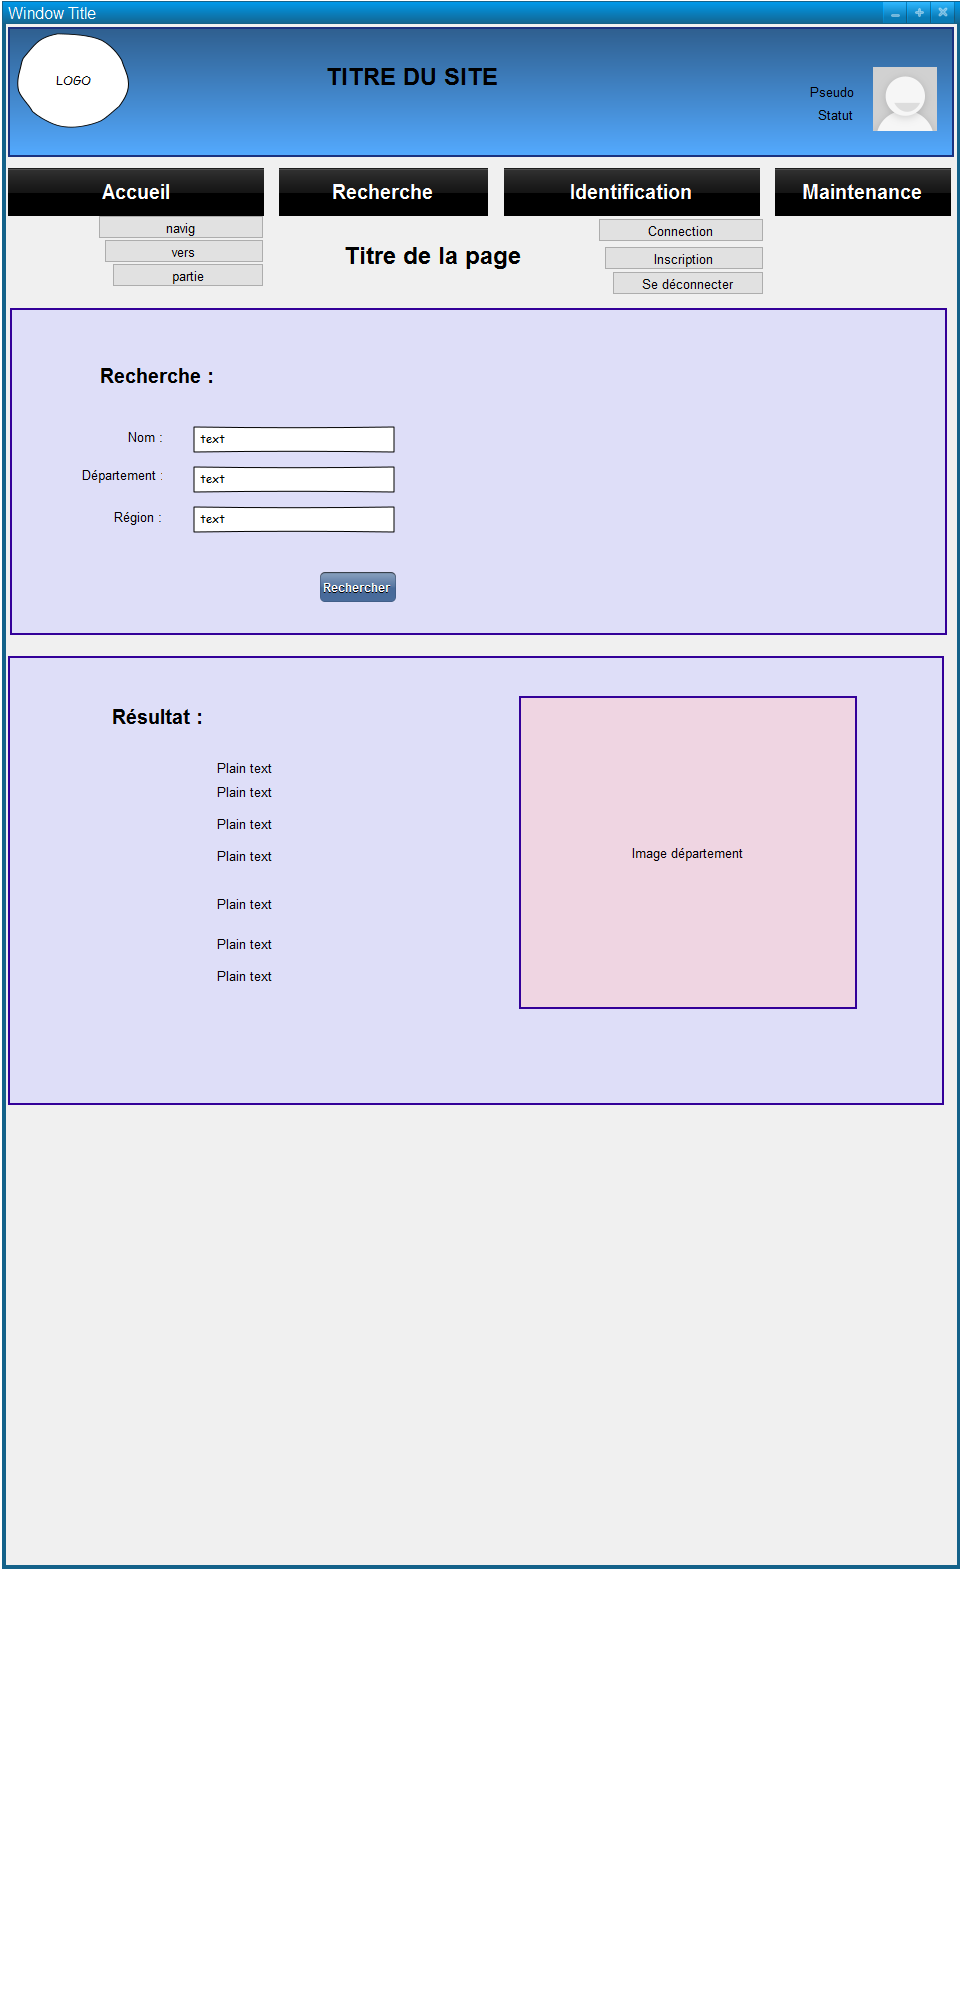 Window Title
LOGO
TITRE DU SITE
Pseudo
Statut
Accueil
Recherche
Identification
Maintenance
navig
vers
partie
Titre de la page
Connection
Inscription
Se déconnecter
Recherche :
Nom :
text
Département :
text
Région :
text
Rechercher
Résultat :
Plain text
Plain text
Plain text
Plain text
Plain text
Plain text
Plain text
Image département